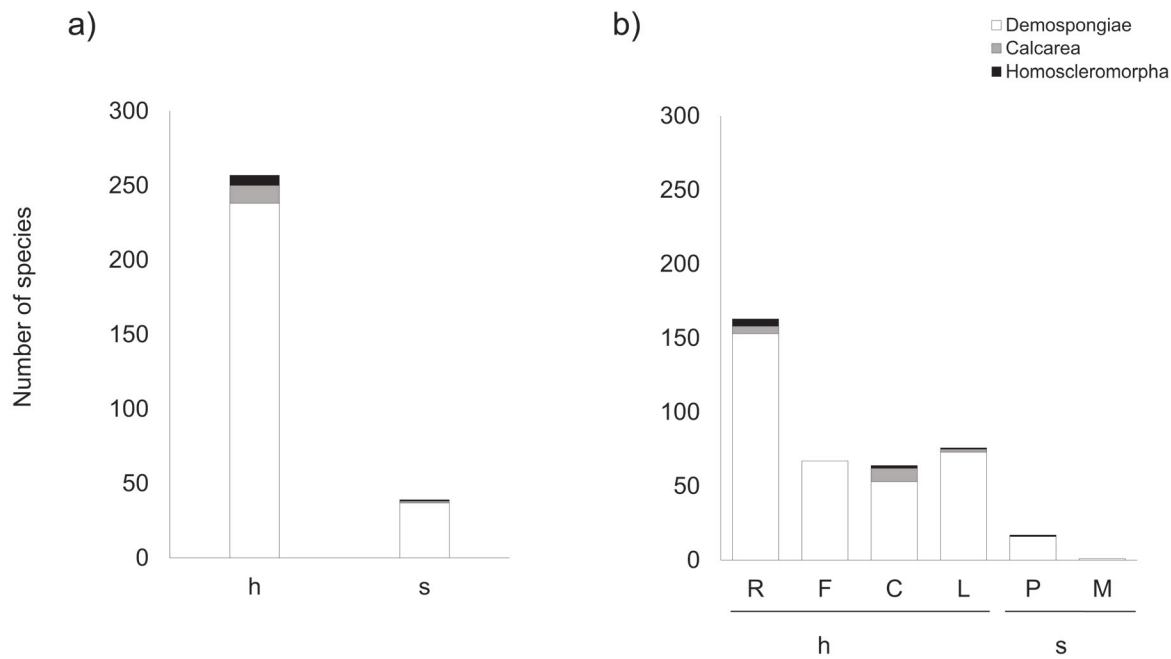 a)
Number of species
300
250
200
150
100
50
0
h s
b)
Demospongiae
Calcarea
Homoscleromorpha
300
250
200
150
100
50
0
R F C L P M
h s